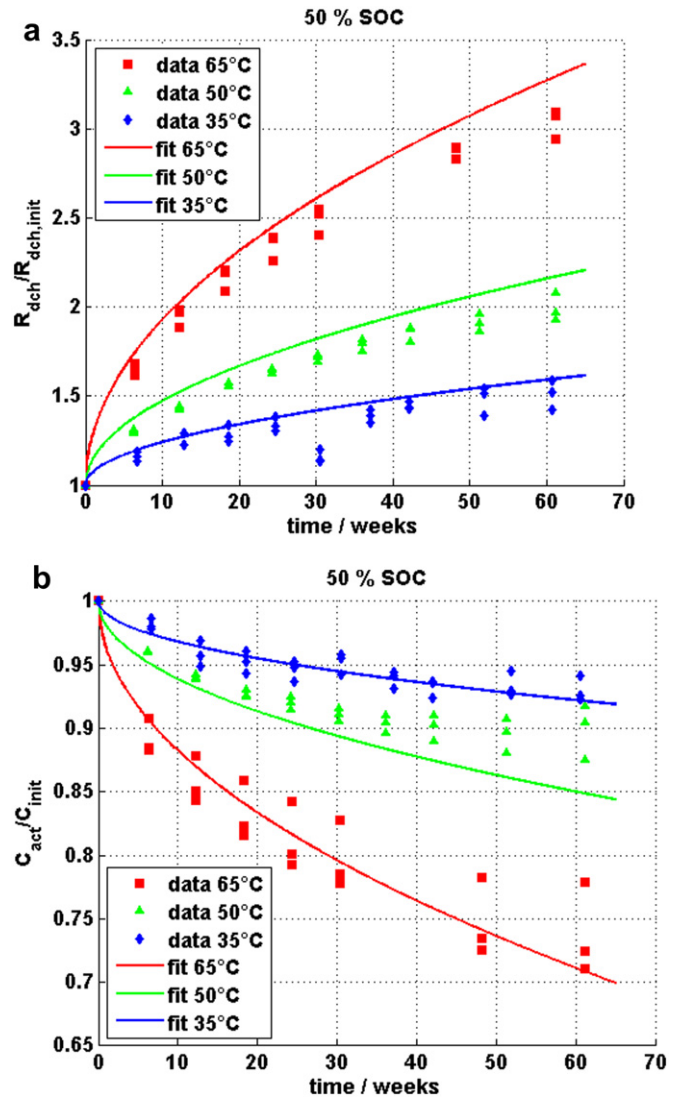 a
50 % SOC
3.5
3
2.5
2
1.5
1
R_dch/R_dch,init
data 65°C
data 50°C
data 35°C
fit 65°C
fit 50°C
fit 35°C
0 10 20 30 40 50 60 70
time / weeks
b
50 % SOC
1
0.95
0.9
0.85
0.8
0.75
0.7
0.65
C_act/C_init
data 65°C
data 50°C
data 35°C
fit 65°C
fit 50°C
fit 35°C
0 10 20 30 40 50 60 70
time / weeks